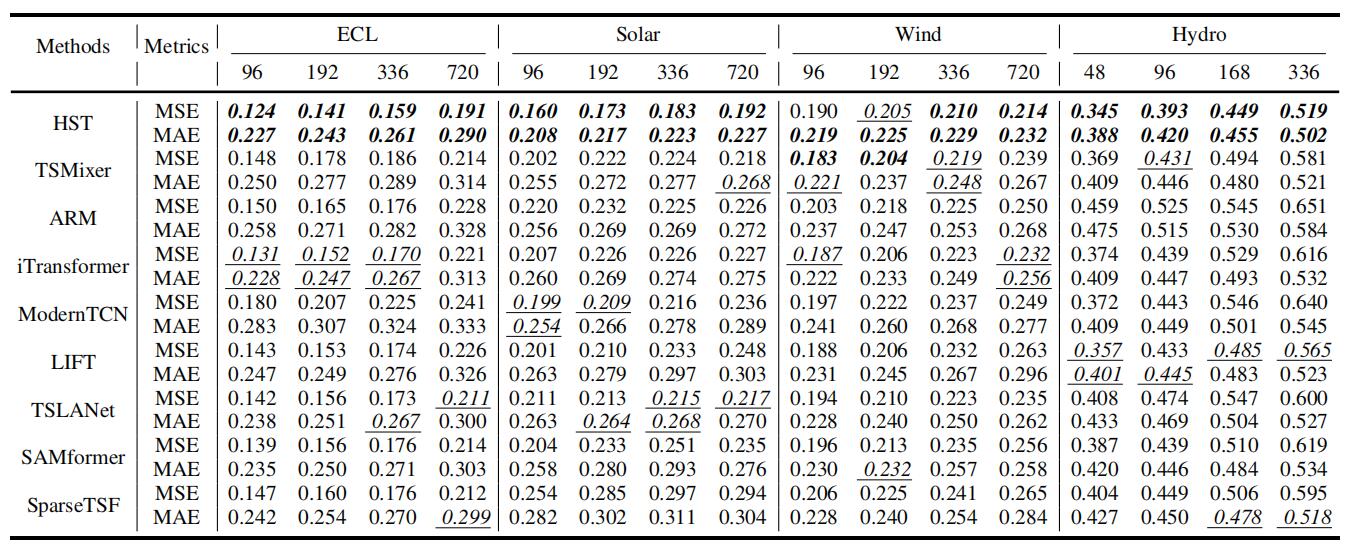 Methods Metrics ECL Solar Wind Hydro
96 192 336 720 96 192 336 720 96 192 336 720 48 96 168 336
HST MSE 0.124 0.141 0.159 0.191 0.160 0.173 0.183 0.192 0.190 0.205 0.210 0.214 0.345 0.393 0.449 0.519
MAE 0.227 0.243 0.261 0.290 0.208 0.217 0.223 0.227 0.219 0.225 0.229 0.232 0.388 0.420 0.455 0.502
TSMixer MSE 0.148 0.178 0.186 0.214 0.202 0.222 0.224 0.218 0.183 0.204 0.219 0.239 0.369 0.431 0.494 0.581
MAE 0.250 0.277 0.289 0.314 0.255 0.272 0.277 0.268 0.221 0.237 0.248 0.267 0.409 0.446 0.480 0.521
ARM MSE 0.150 0.165 0.176 0.228 0.220 0.232 0.225 0.226 0.203 0.218 0.225 0.250 0.459 0.525 0.545 0.651
MAE 0.258 0.271 0.282 0.328 0.256 0.269 0.269 0.272 0.237 0.247 0.253 0.268 0.475 0.515 0.530 0.584
iTransformer MSE 0.131 0.152 0.170 0.221 0.207 0.226 0.226 0.227 0.187 0.206 0.223 0.232 0.374 0.439 0.529 0.616
MAE 0.228 0.247 0.267 0.313 0.260 0.269 0.274 0.275 0.222 0.233 0.249 0.256 0.409 0.447 0.493 0.532
ModernTCN MSE 0.180 0.207 0.225 0.241 0.199 0.209 0.216 0.236 0.197 0.222 0.237 0.249 0.372 0.443 0.546 0.640
MAE 0.283 0.307 0.324 0.333 0.254 0.266 0.278 0.289 0.241 0.260 0.268 0.277 0.409 0.449 0.501 0.545
LIFT MSE 0.143 0.153 0.174 0.226 0.201 0.210 0.233 0.248 0.188 0.206 0.232 0.263 0.357 0.433 0.485 0.565
MAE 0.247 0.249 0.276 0.326 0.263 0.279 0.297 0.303 0.231 0.245 0.267 0.296 0.401 0.445 0.483 0.523
TSLANet MSE 0.142 0.156 0.173 0.211 0.211 0.213 0.215 0.217 0.194 0.210 0.223 0.235 0.408 0.474 0.547 0.600
MAE 0.238 0.251 0.267 0.300 0.263 0.264 0.268 0.270 0.228 0.240 0.250 0.262 0.433 0.469 0.504 0.527
SAMformer MSE 0.139 0.156 0.176 0.214 0.204 0.233 0.251 0.235 0.196 0.213 0.235 0.256 0.387 0.439 0.510 0.619
MAE 0.235 0.250 0.271 0.303 0.258 0.280 0.293 0.276 0.230 0.232 0.257 0.258 0.420 0.446 0.484 0.534
SparseTSF MSE 0.147 0.160 0.176 0.212 0.254 0.285 0.297 0.294 0.206 0.225 0.241 0.265 0.404 0.449 0.506 0.595
MAE 0.242 0.254 0.270 0.299 0.282 0.302 0.311 0.304 0.228 0.240 0.254 0.284 0.427 0.450 0.478 0.518